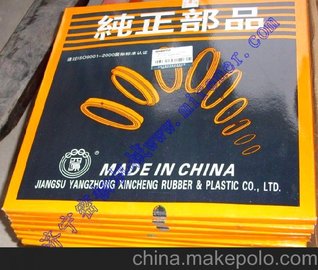 純正部品
通过ISO9001-2000国际标准认证
MADE IN CHINA
JIANGSU YANGZHONG XINCHENG RUBBER & PLASTIC CO., LTD.
china.makepolo.com